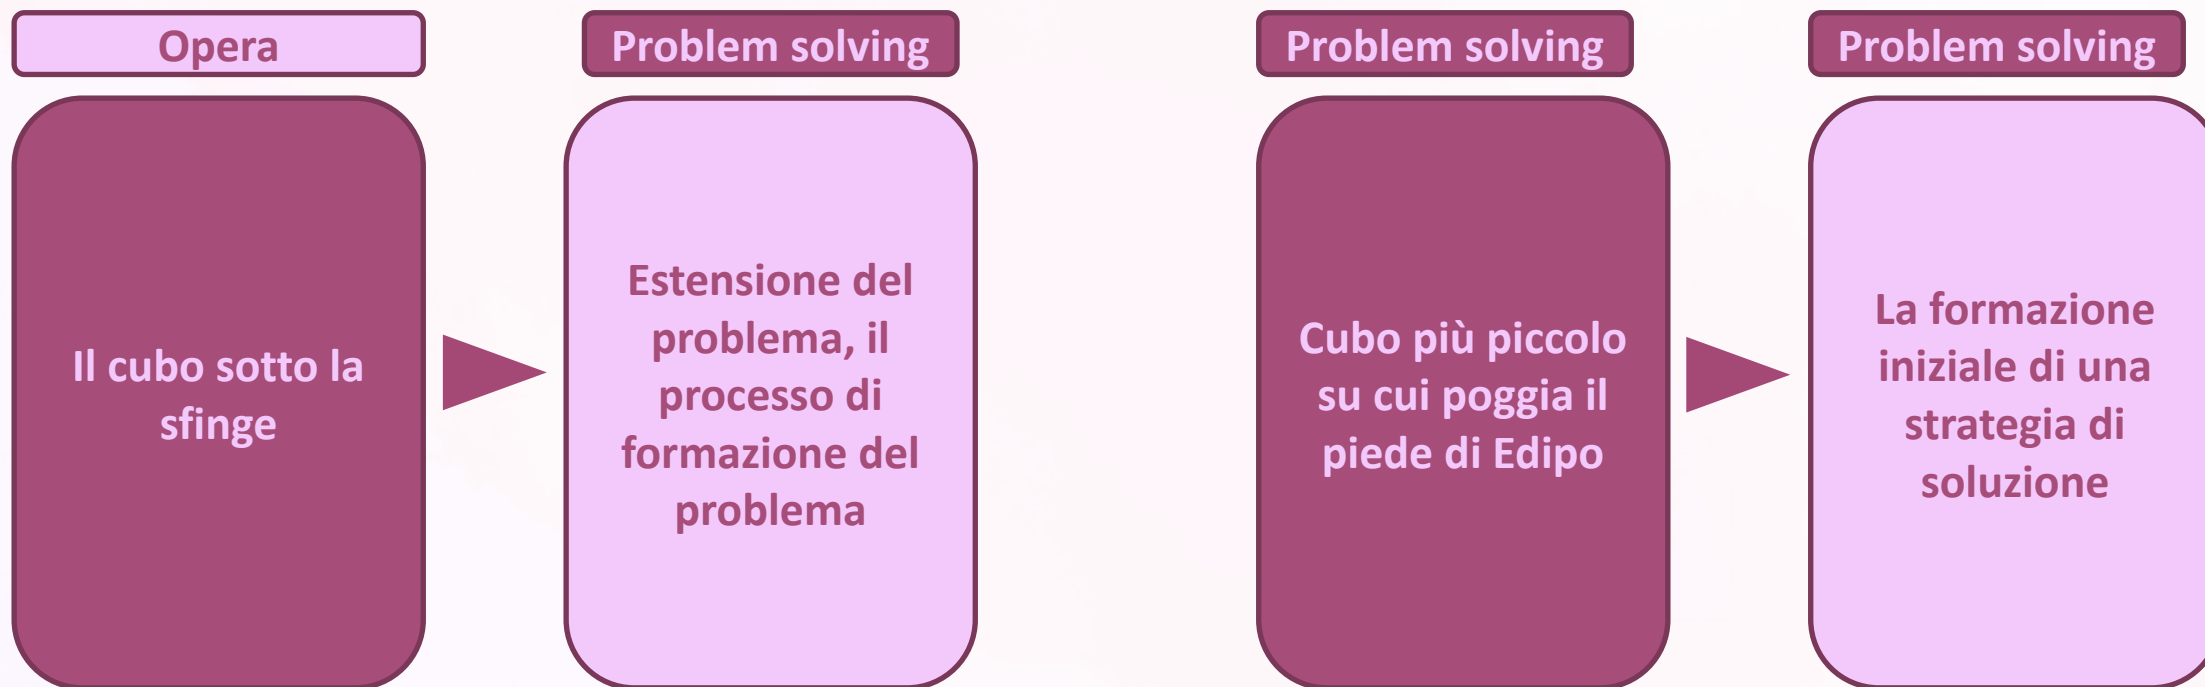 Opera
Il cubo sotto la
sfinge
Problem solving
Estensione del
problema, il
processo di
formazione del
problema
Problem solving
Cubo più piccolo
su cui poggia il
piede di Edipo
Problem solving
La formazione
iniziale di una
strategia di
soluzione